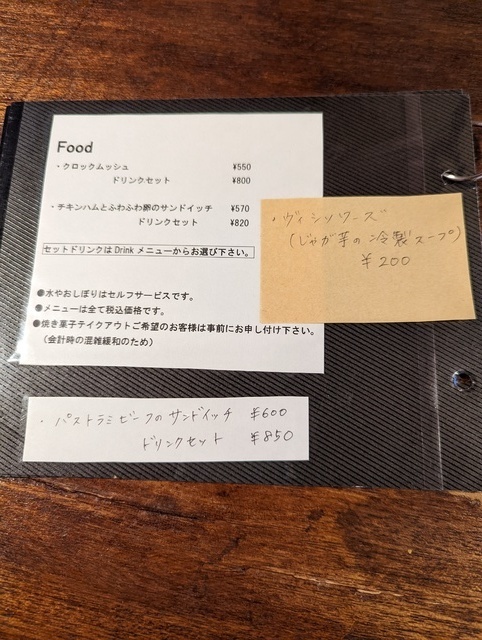 Food
・クロックムッシュ ¥550
ドリンクセット ¥800
・チキンハムとふわふわ卵のサンドイッチ ¥570
ドリンクセット ¥820
セットドリンクは Drink メニューからお選び下さい。
●水やおしぼりはセルフサービスです。
●メニューは全て税込価格です。
●焼き菓子テイクアウトご希望のお客様は事前にお申し付け下さい。
（会計時の混雑緩和のため）
・ヴィシソワーズ
(じゃが芋の冷製スープ)
¥200
・パストラミビーフのサンドイッチ ¥600
ドリンクセット ¥850